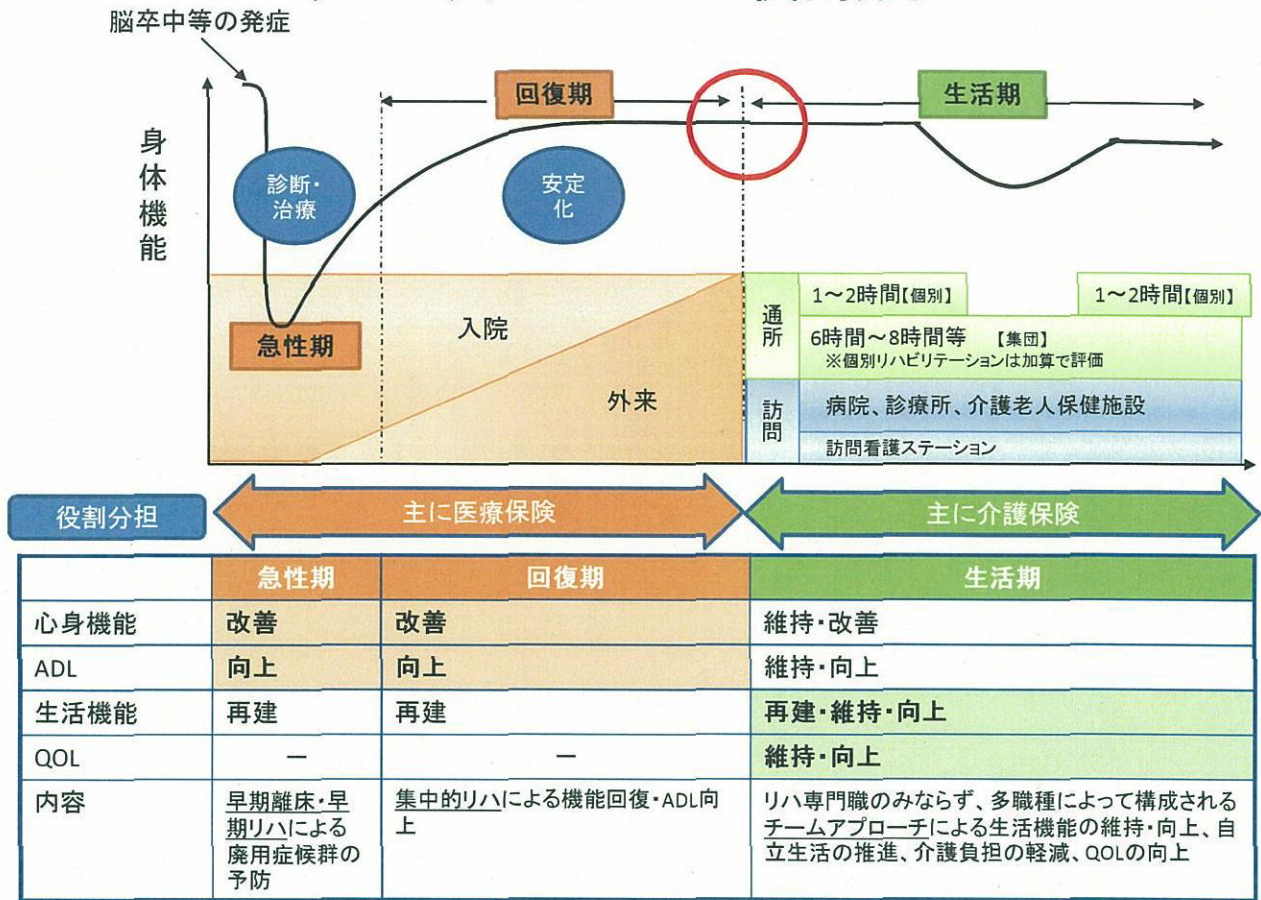 脳卒中等の発症
回復期
生活期
身体機能
診断・
治療
安定
化
急性期
入院
外来
通所
1～2時間【個別】
1～2時間【個別】
6時間～8時間等 【集団】
※個別リハビリテーションは加算で評価
訪問
病院、診療所、介護老人保健施設
訪問看護ステーション
役割分担
主に医療保険
主に介護保険
急性期 回復期 生活期
心身機能 改善 改善 維持・改善
ADL 向上 向上 維持・向上
生活機能 再建 再建 再建・維持・向上
QOL － － 維持・向上
内容
早期離床・早
期リハによる
廃用症候群の
予防
集中的リハによる機能回復・ADL向
上
リハ専門職のみならず、多職種によって構成される
チームアプローチによる生活機能の維持・向上、自
立生活の推進、介護負担の軽減、QOLの向上